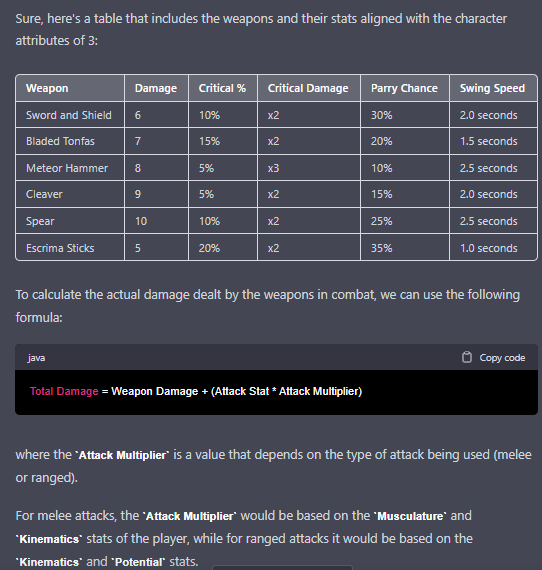 Sure, here's a table that includes the weapons and their stats aligned with the character
attributes of 3:
Weapon Damage Critical % Critical Damage Parry Chance Swing Speed
Sword and Shield 6 10% x2 30% 2.0 seconds
Bladed Tonfas 7 15% x2 20% 1.5 seconds
Meteor Hammer 8 5% x3 10% 2.5 seconds
Cleaver 9 5% x2 15% 2.0 seconds
Spear 10 10% x2 25% 2.5 seconds
Escrima Sticks 5 20% x2 35% 1.0 seconds
To calculate the actual damage dealt by the weapons in combat, we can use the following
formula:
java Copy code
Total Damage = Weapon Damage + (Attack Stat * Attack Multiplier)
where the `Attack Multiplier` is a value that depends on the type of attack being used (melee
or ranged).
For melee attacks, the `Attack Multiplier` would be based on the `Musculature` and
`Kinematics` stats of the player, while for ranged attacks it would be based on the
`Kinematics` and `Potential` stats.